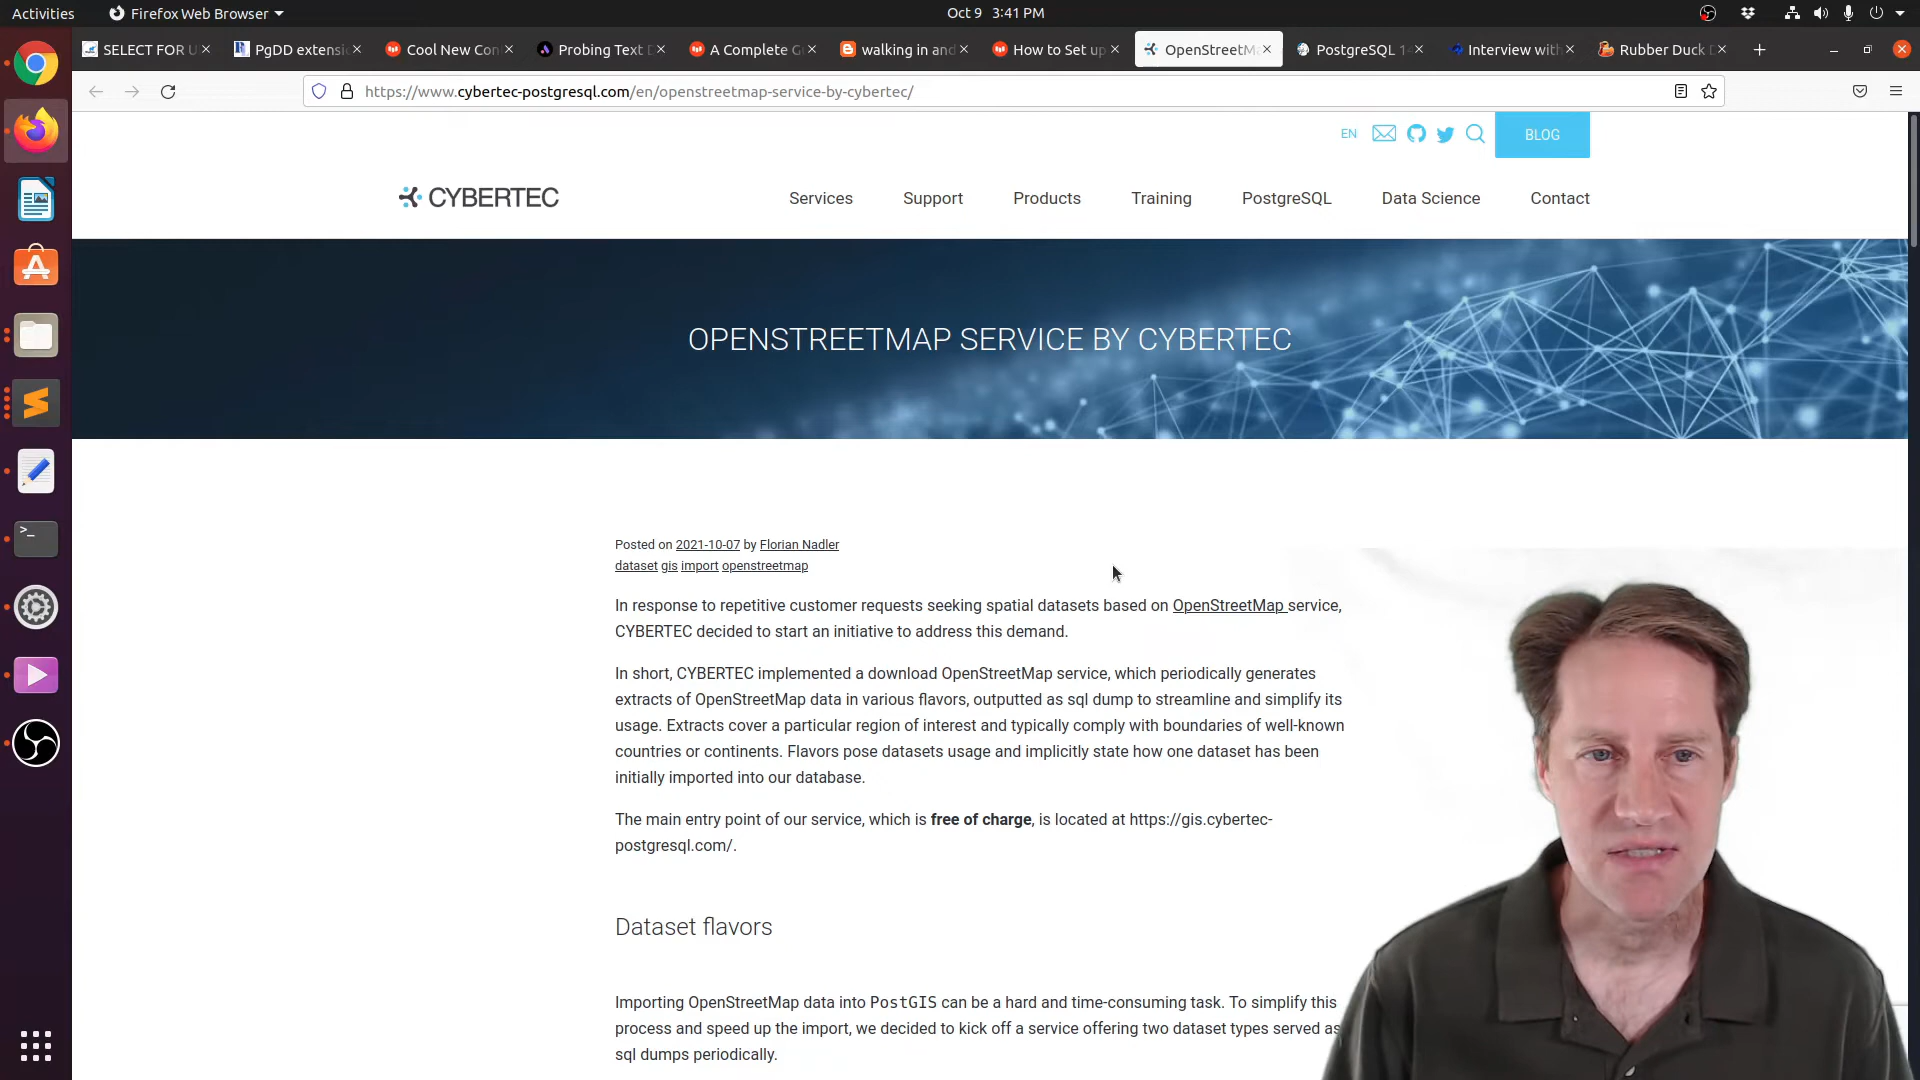 Activities
Firefox Web Browser
Oct 9 3:41 PM
SELECT FOR U
PgDD extensi
Cool New Con
Probing Text D
A Complete G
walking in and
How to Set up
OpenStreetMa
PostgreSQL 14
Interview with
Rubber Duck D
https://www.cybertec-postgresql.com/en/openstreetmap-service-by-cybertec/
EN
BLOG
CYBERTEC
Services
Support
Products
Training
PostgreSQL
Data Science
Contact
OPENSTREETMAP SERVICE BY CYBERTEC
Posted on 2021-10-07 by Florian Nadler
dataset gis import openstreetmap
In response to repetitive customer requests seeking spatial datasets based on OpenStreetMap service,
CYBERTEC decided to start an initiative to address this demand.
In short, CYBERTEC implemented a download OpenStreetMap service, which periodically generates
extracts of OpenStreetMap data in various flavors, outputted as sql dump to streamline and simplify its
usage. Extracts cover a particular region of interest and typically comply with boundaries of well-known
countries or continents. Flavors pose datasets usage and implicitly state how one dataset has been
initially imported into our database.
The main entry point of our service, which is free of charge, is located at https://gis.cybertec-
postgresql.com/.
Dataset flavors
Importing OpenStreetMap data into PostGIS can be a hard and time-consuming task. To simplify this
process and speed up the import, we decided to kick off a service offering two dataset types served as
sql dumps periodically.